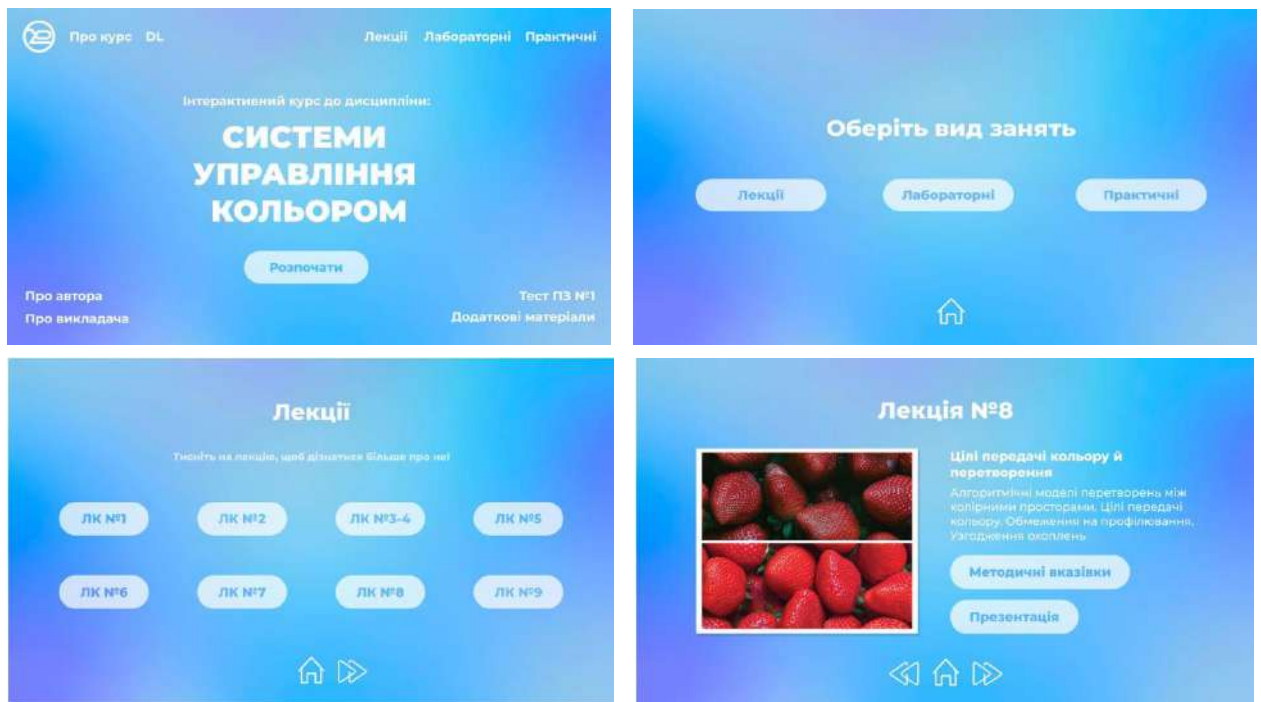 Про курс DL Лекції Лабораторні Практичні
Інтерактивний курс до дисципліни:
СИСТЕМИ
УПРАВЛІННЯ
КОЛЬОРОМ
Розпочати
Про автора Тест ПЗ №1
Про викладача Додаткові матеріали
Оберіть вид занять
Лекції Лабораторні Практичні
Лекції
Тисніть на лекцію, щоб дізнатися більше про неї
ЛК №1 ЛК №2 ЛК №3-4 ЛК №5
ЛК №6 ЛК №7 ЛК №8 ЛК №9
Лекція №8
Цілі передачі кольору й
перетворення
Алгоритмічні моделі перетворень між
колірними просторами. Цілі передачі
кольору. Обмеження на профілювання.
Узгодження охоплень
Методичні вказівки
Презентація